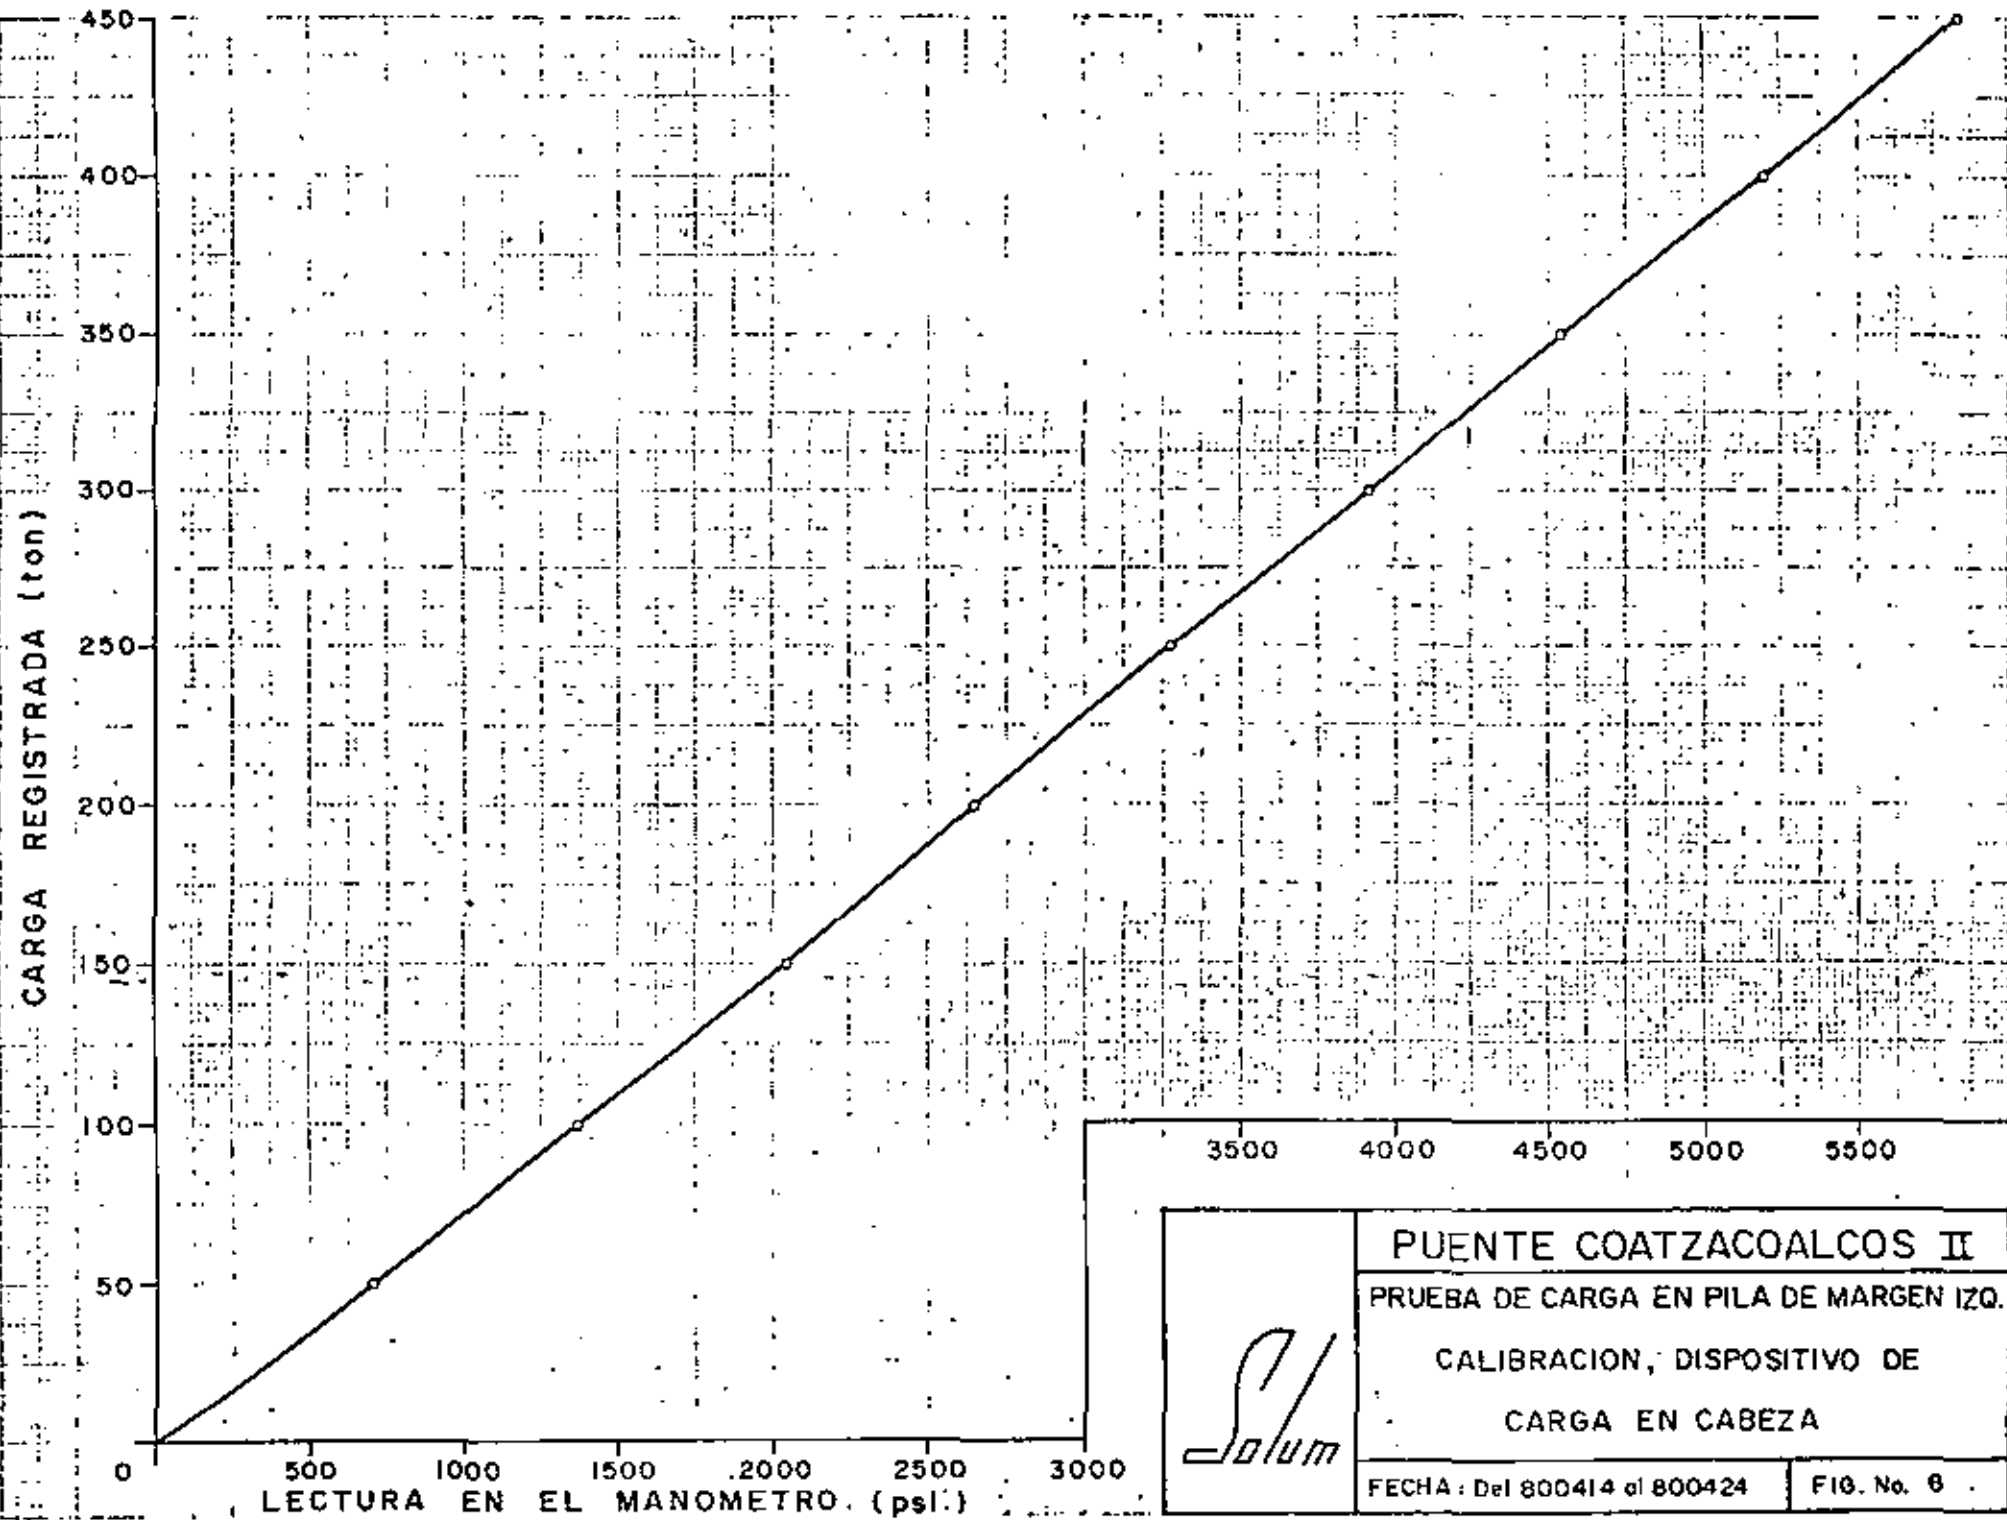 450
400
350
300
250
200
150
100
50
0
CARGA REGISTRADA (ton)
500 1000 1500 2000 2500 3000
3500 4000 4500 5000 5500
LECTURA EN EL MANOMETRO. (psi.)
Solum
PUENTE COATZACOALCOS II
PRUEBA DE CARGA EN PILA DE MARGEN IZQ.
CALIBRACION, DISPOSITIVO DE
CARGA EN CABEZA
FECHA: Del 800414 al 800424
FIG. No. 6